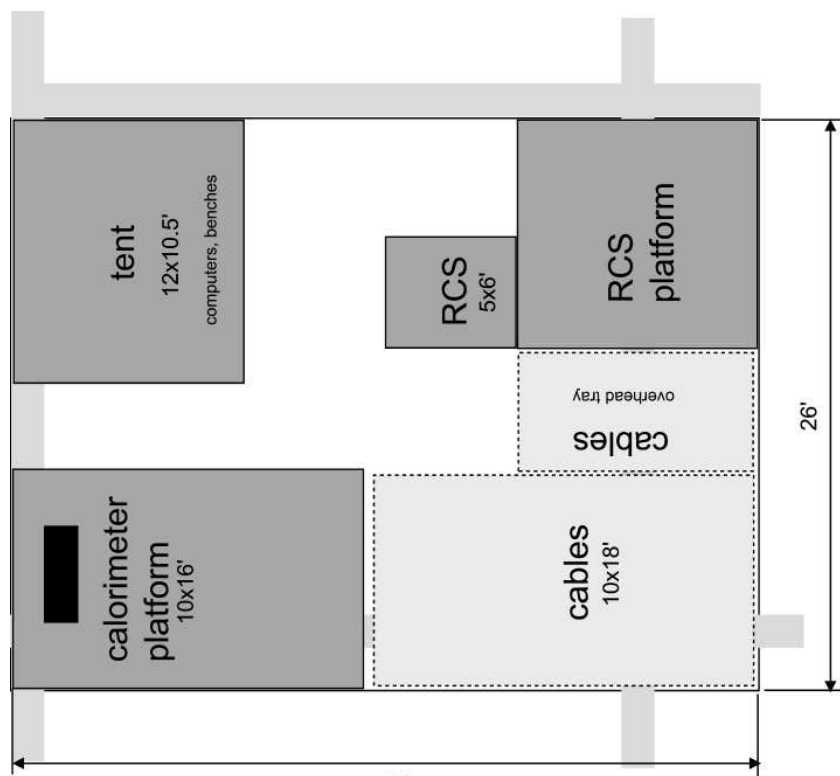 tent
12x10.5'
computers, benches
RCS
5x6'
RCS
platform
cables
overhead tray
calorimeter
platform
10x16'
cables
10x18'
26'